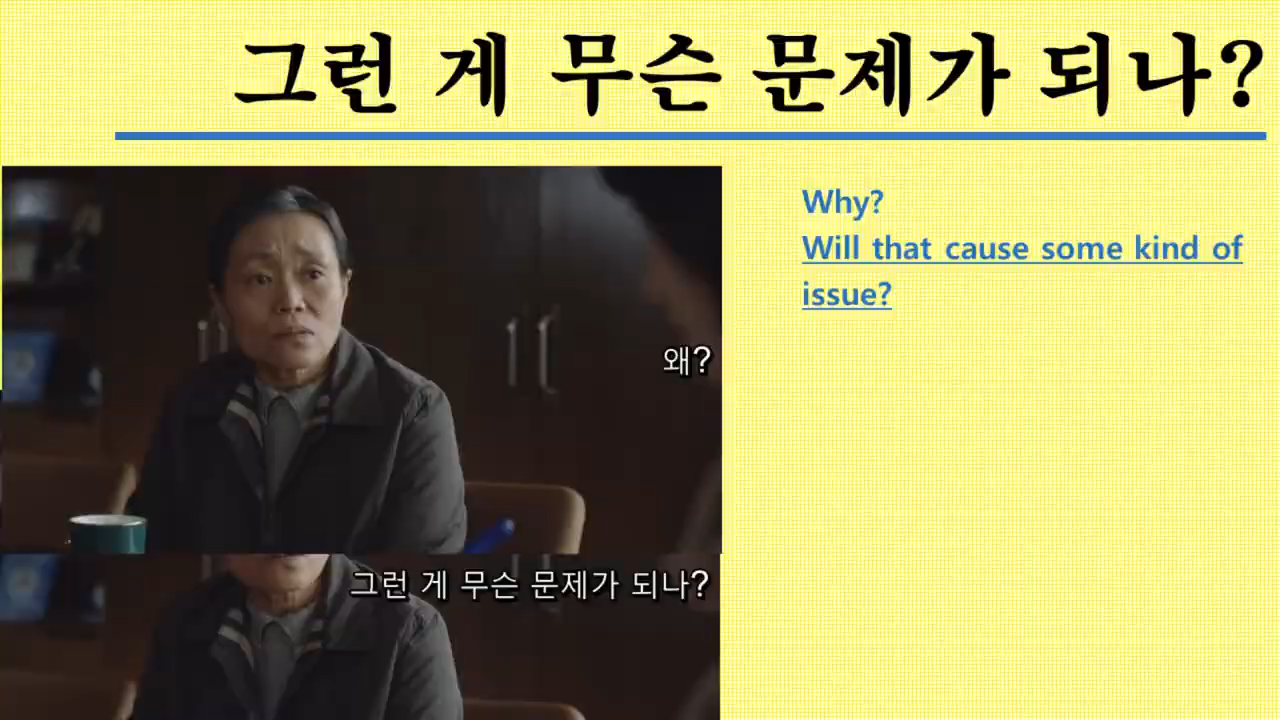 그런 게 무슨 문제가 되나?
왜?
그런 게 무슨 문제가 되나?
Why?
Will that cause some kind of
issue?